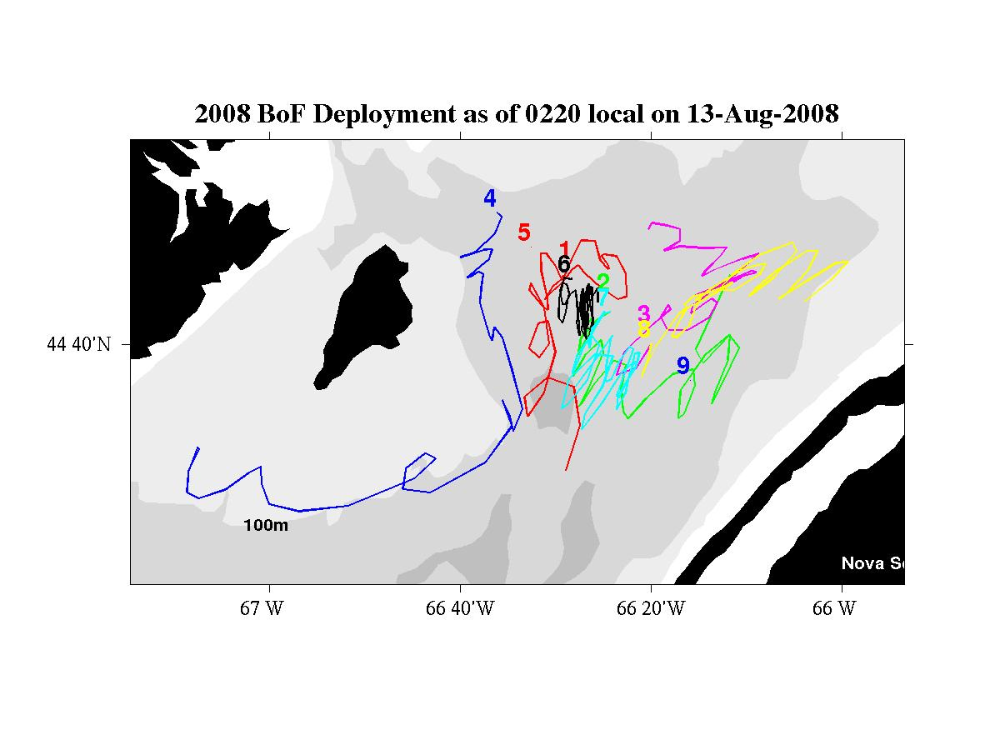 2008 BoF Deployment as of 0220 local on 13-Aug-2008
4
5
1
6
2
7
3
8
9
44 40'N
100m
Nova Sc
67 W
66 40'W
66 20'W
66 W